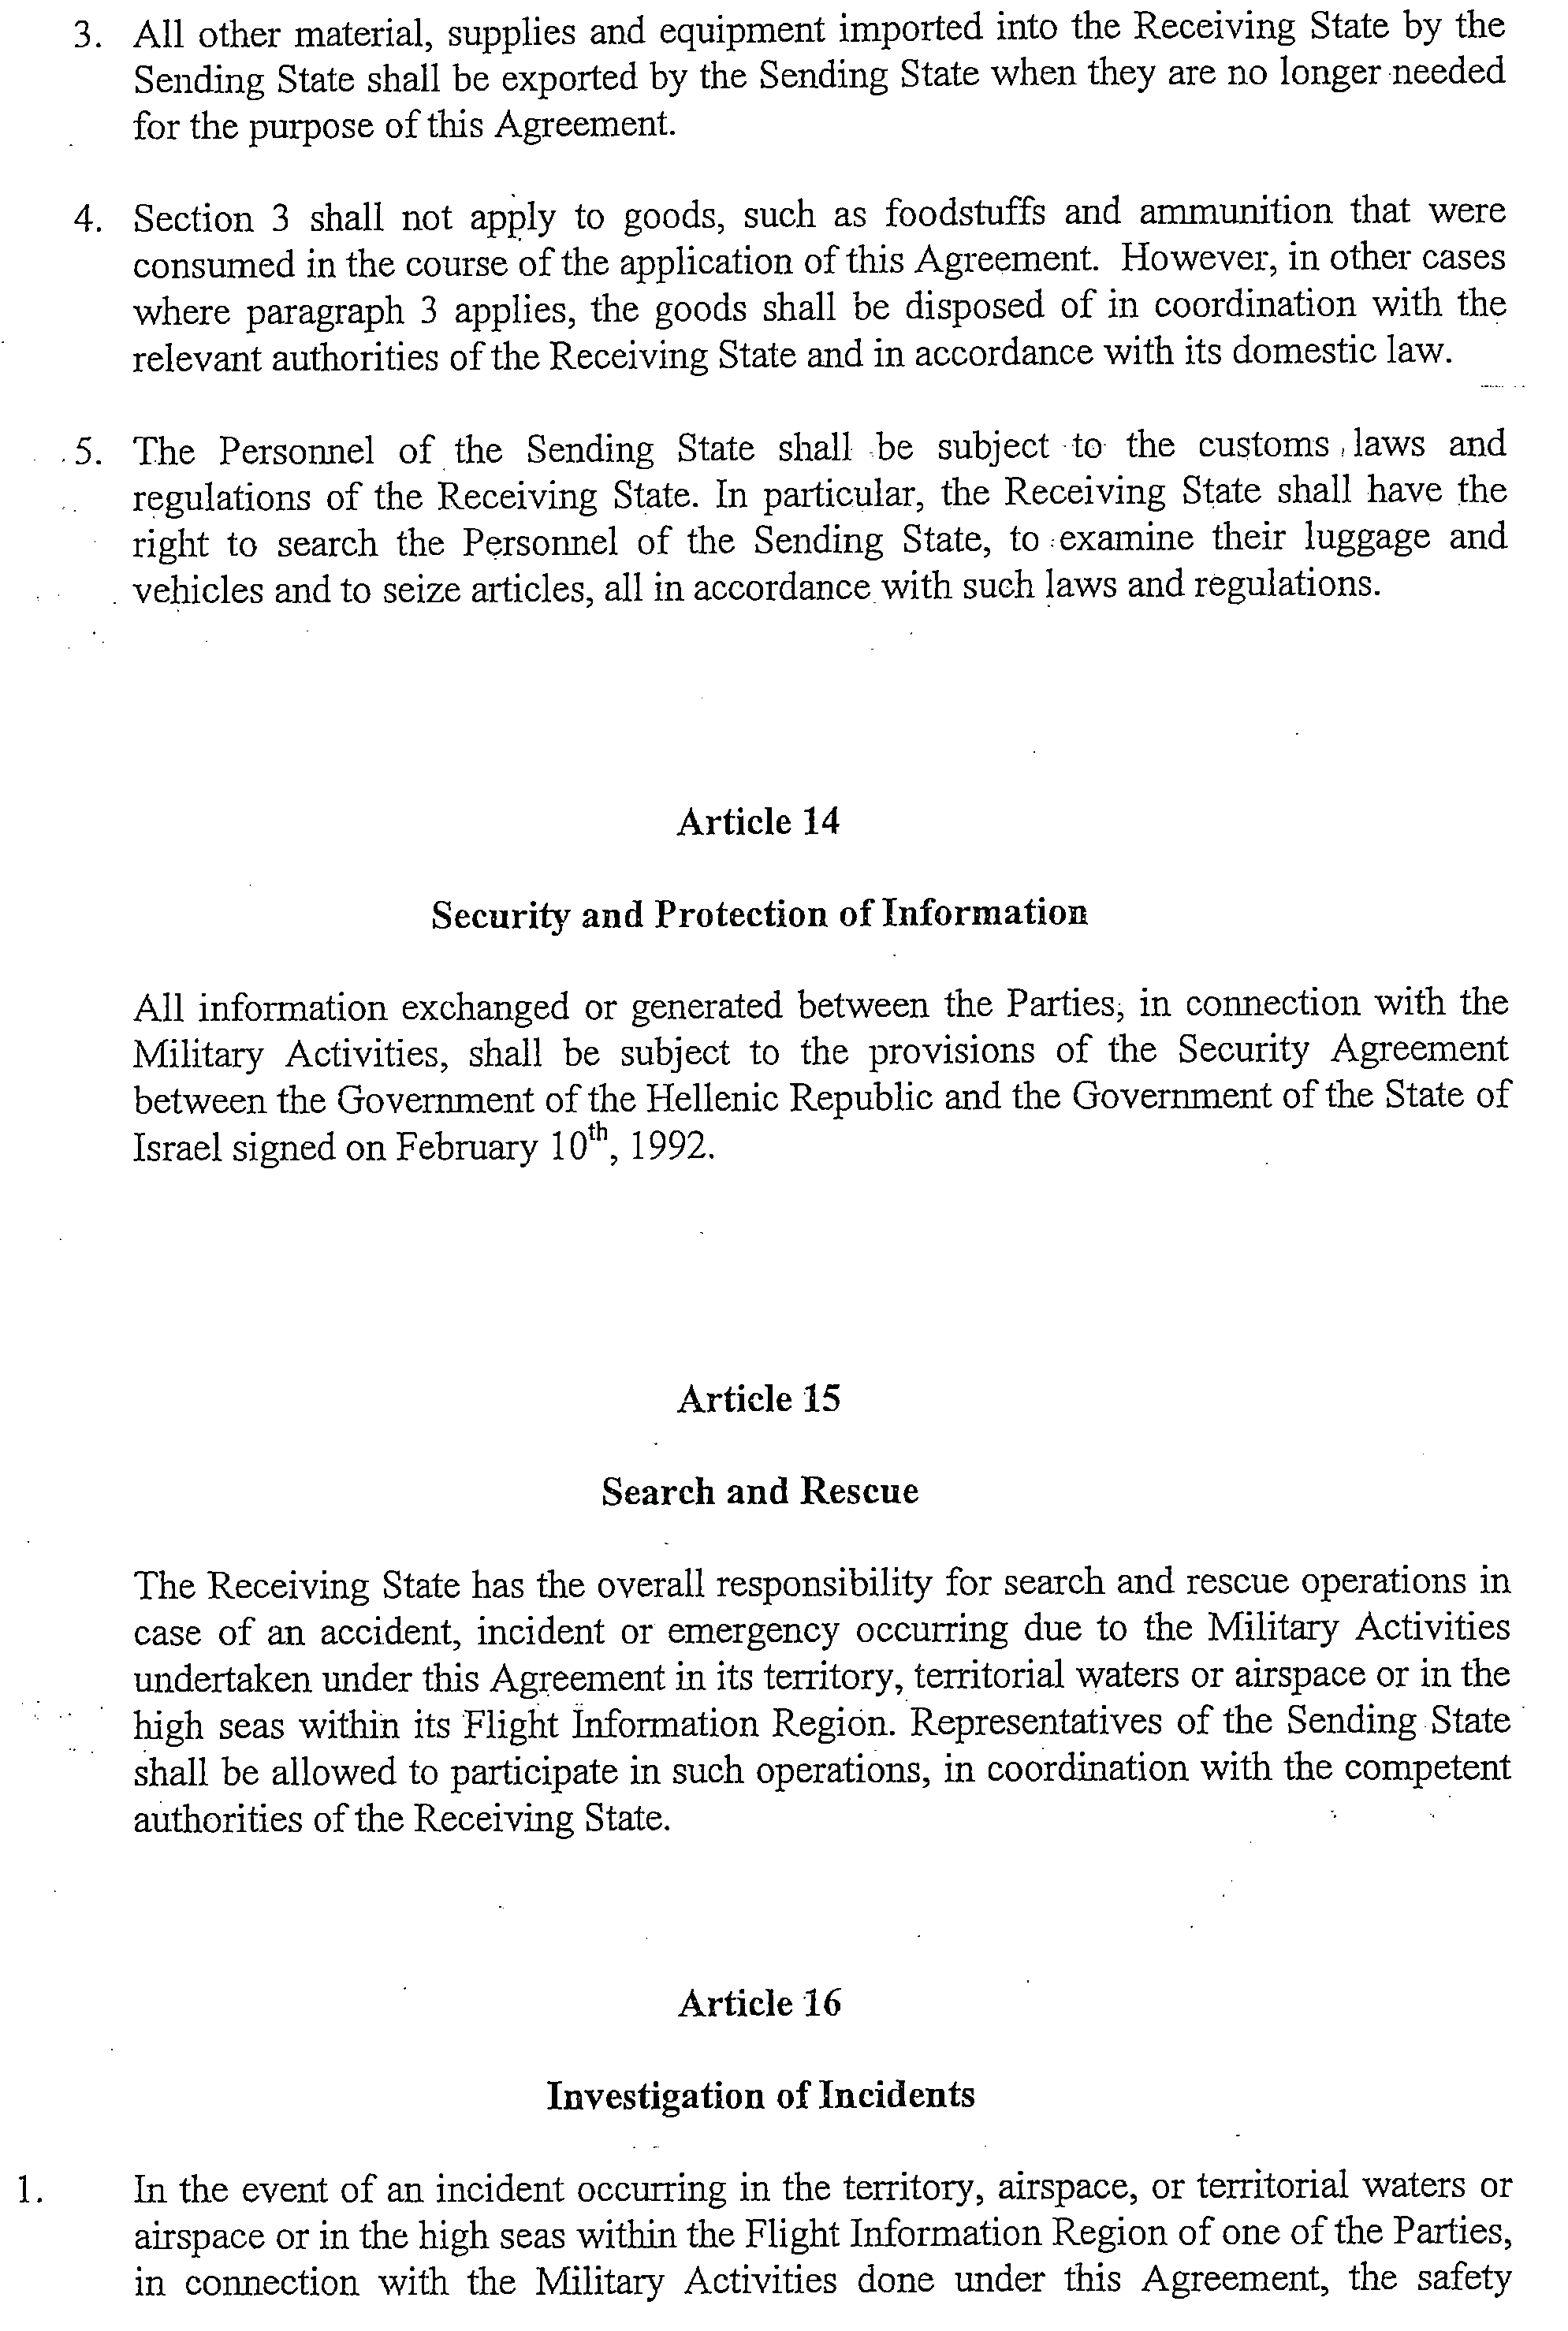 3. All other material, supplies and equipment imported into the Receiving State by the
Sending State shall be exported by the Sending State when they are no longer needed
for the purpose of this Agreement.
4. Section 3 shall not apply to goods, such as foodstuffs and ammunition that were
consumed in the course of the application of this Agreement. However, in other cases
where paragraph 3 applies, the goods shall be disposed of in coordination with the
relevant authorities of the Receiving State and in accordance with its domestic law.
5. The Personnel of the Sending State shall be subject to the customs laws and
regulations of the Receiving State. In particular, the Receiving State shall have the
right to search the Personnel of the Sending State, to examine their luggage and
vehicles and to seize articles, all in accordance with such laws and regulations.
Article 14
Security and Protection of Information
All information exchanged or generated between the Parties, in connection with the
Military Activities, shall be subject to the provisions of the Security Agreement
between the Government of the Hellenic Republic and the Government of the State of
Israel signed on February 10th, 1992.
Article 15
Search and Rescue
The Receiving State has the overall responsibility for search and rescue operations in
case of an accident, incident or emergency occurring due to the Military Activities
undertaken under this Agreement in its territory, territorial waters or airspace or in the
high seas within its Flight Information Region. Representatives of the Sending State
shall be allowed to participate in such operations, in coordination with the competent
authorities of the Receiving State.
Article 16
Investigation of Incidents
1. In the event of an incident occurring in the territory, airspace, or territorial waters or
airspace or in the high seas within the Flight Information Region of one of the Parties,
in connection with the Military Activities done under this Agreement, the safety